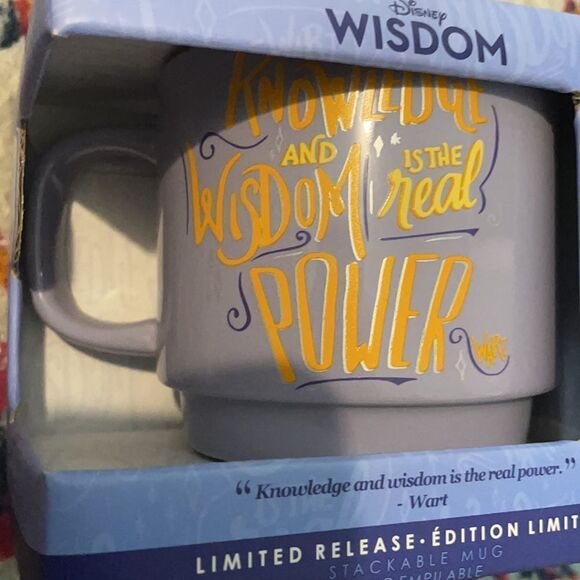 Disney
WISDOM
KNOWLEDGE
AND
WISDOM
IS THE
real
POWER
WART
“Knowledge and wisdom is the real power.”
- Wart
LIMITED RELEASE • ÉDITION LIMIT
STACKABLE MUG